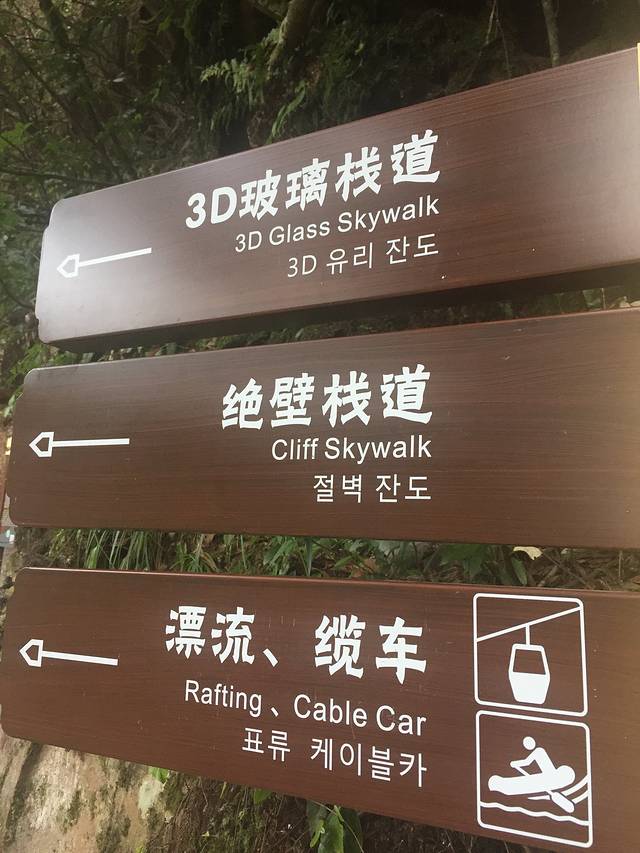 3D玻璃栈道
3D Glass Skywalk
3D 유리 잔도
绝壁栈道
Cliff Skywalk
절벽 잔도
漂流、缆车
Rafting 、Cable Car
표류 케이블카